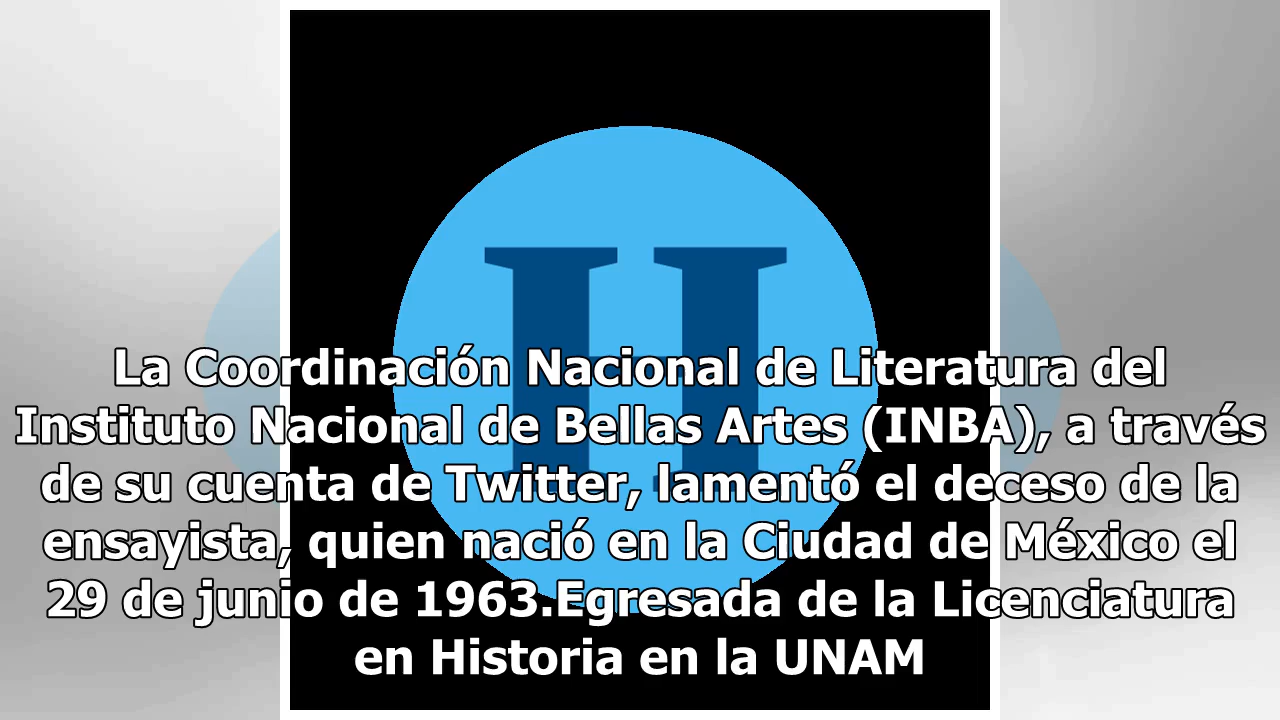 H
La Coordinación Nacional de Literatura del
Instituto Nacional de Bellas Artes (INBA), a través
de su cuenta de Twitter, lamentó el deceso de la
ensayista, quien nació en la Ciudad de México el
29 de junio de 1963.Egresada de la Licenciatura
en Historia en la UNAM